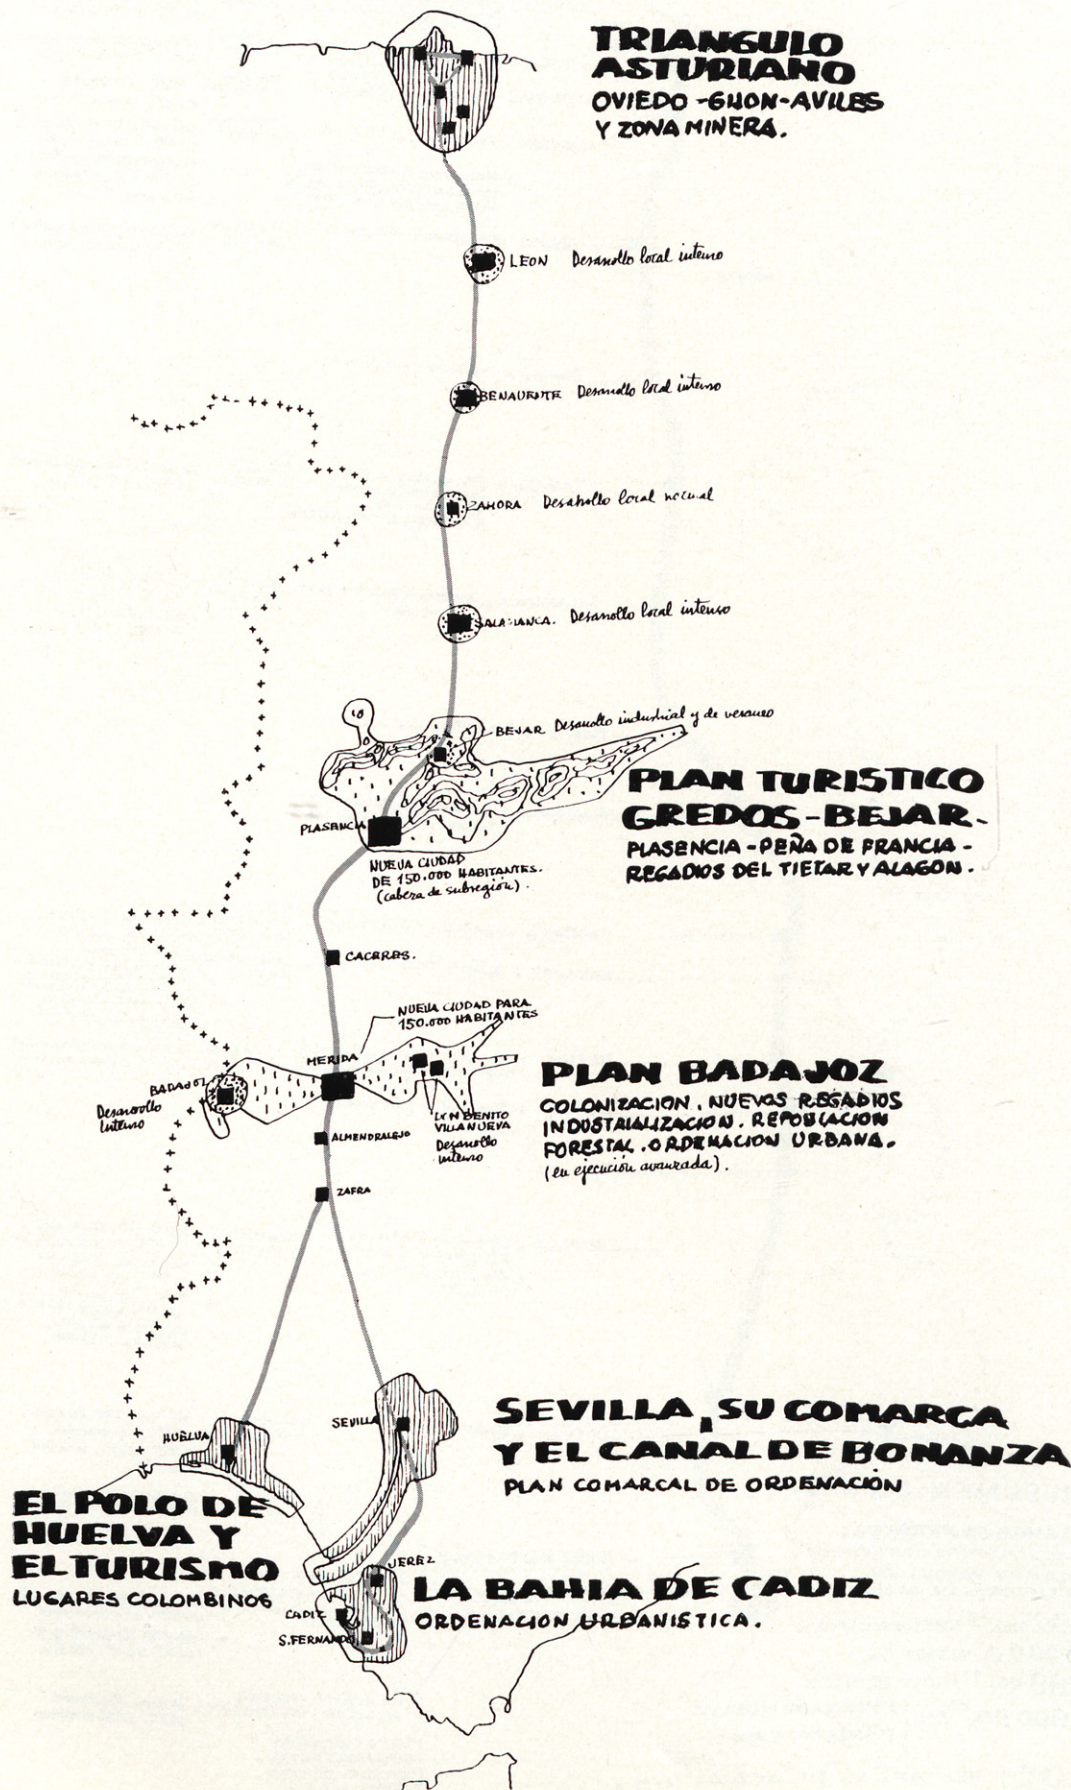 TRIANGULO
ASTURIANO
OVIEDO - GIJON - AVILES
Y ZONA MINERA.
LEON Desarrollo local intenso
BENAVENTE Desarrollo local intenso
ZAMORA Desarrollo local normal
SALAMANCA. Desarrollo local intenso
BEJAR Desarrollo industrial y de veraneo
PLAN TURISTICO
GREDOS - BEJAR -
PLASENCIA - PEÑA DE FRANCIA -
REGADIOS DEL TIETAR Y ALAGON.
PLASENCIA
NUEVA CIUDAD
DE 150.000 HABITANTES.
(cabeza de subregión).
CACERES.
NUEVA CIUDAD PARA
150.000 HABITANTES
MERIDA
BADAJOZ
Desarrollo
intenso
BENITO
VILLANUEVA
Desarrollo
intenso
PLAN BADAJOZ
COLONIZACION. NUEVOS REGADIOS
INDUSTRIALIZACION. REPOBLACION
FORESTAL. ORDENACION URBANA.
(en ejecución avanzada).
ALMENDRALEJO
ZAFRA
SEVILLA
SEVILLA, SU COMARCA
Y EL CANAL DE BONANZA
PLAN COMARCAL DE ORDENACIÓN
HUELVA
EL POLO DE
HUELVA Y
EL TURISMO
LUGARES COLOMBINOS
JEREZ
CADIZ
S. FERNANDO
LA BAHIA DE CADIZ
ORDENACION URBANISTICA.